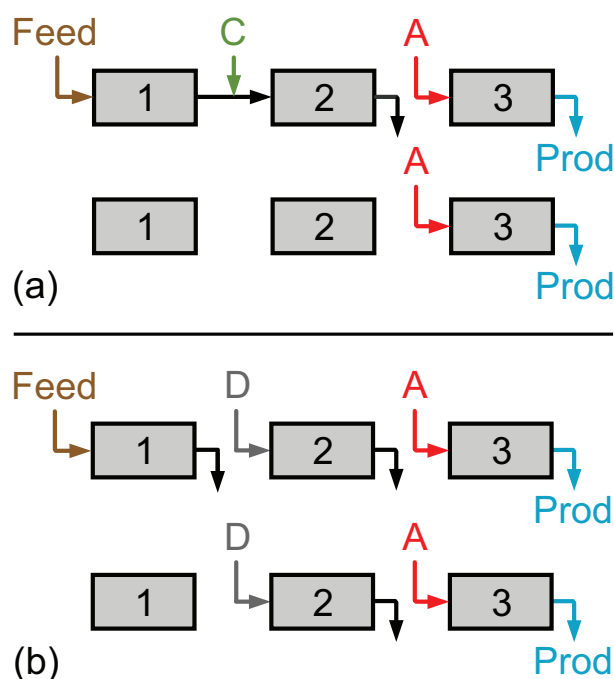 Feed C A
1 2 3
Prod
A
1 2 3
(a) Prod
Feed D A
1 2 3
Prod
D A
1 2 3
(b) Prod